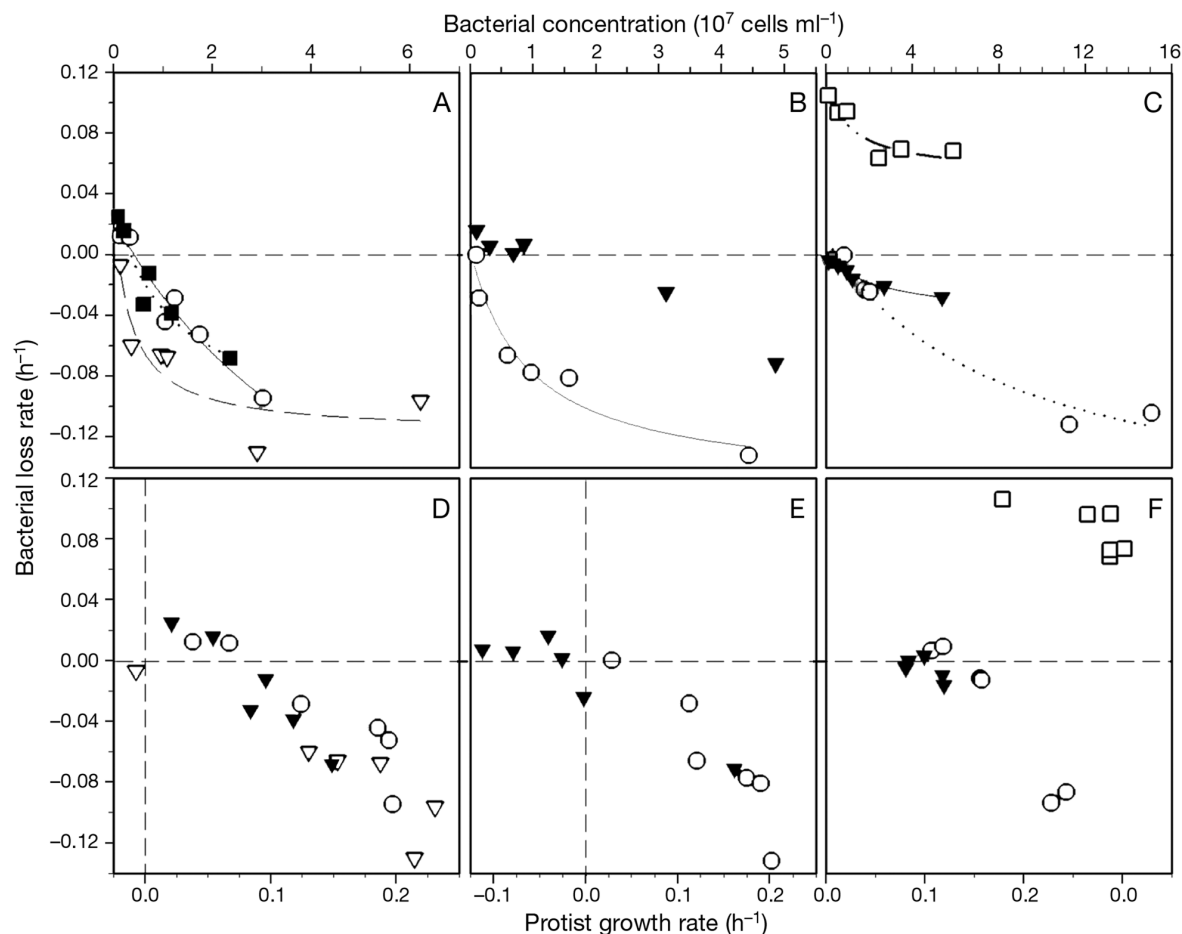 Bacterial concentration (10⁷ cells ml⁻¹)
0 2 4 6 0 1 2 3 4 5 0 4 8 12 16
0.12
A B C
0.08
0.04
0.00
−0.04
−0.08
−0.12
Bacterial loss rate (h⁻¹)
0.12
D E F
0.08
0.04
0.00
−0.04
−0.08
−0.12
0.0 0.1 0.2 −0.1 0.0 0.1 0.2 0.1 0.2 0.0
Protist growth rate (h⁻¹)